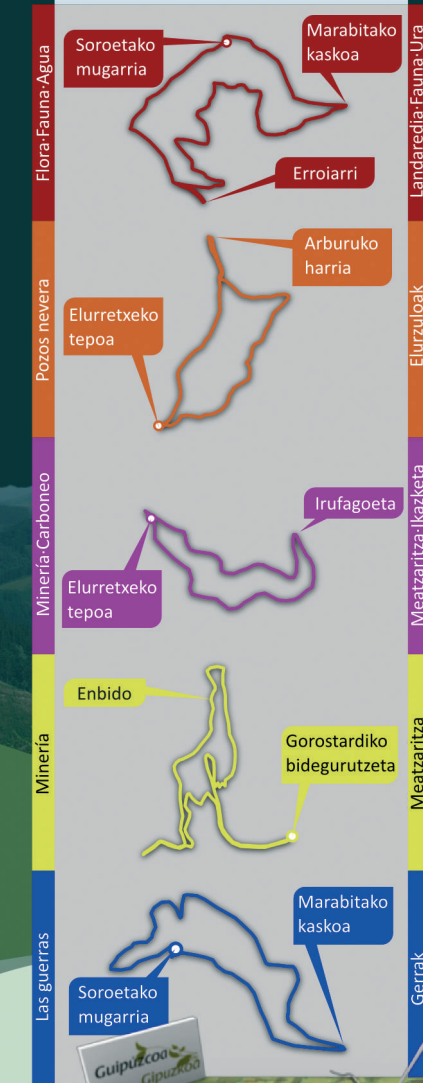 Flora·Fauna·Agua
Soroetako
mugarria
Marabitako
kaskoa
Erroiarri
Landaredia·Fauna·Ura
Pozos nevera
Arburuko
harria
Elurretxeko
tepoa
Elurzuloak
Minería·Carboneo
Irufagoeta
Elurretxeko
tepoa
Meatzaritza·Ikazketa
Minería
Enbido
Gorostardiko
bidegurutzeta
Meatzaritza
Las guerras
Marabitako
kaskoa
Soroetako
mugarria
Gerrak
Guipuzcoa
Gipuzkoa